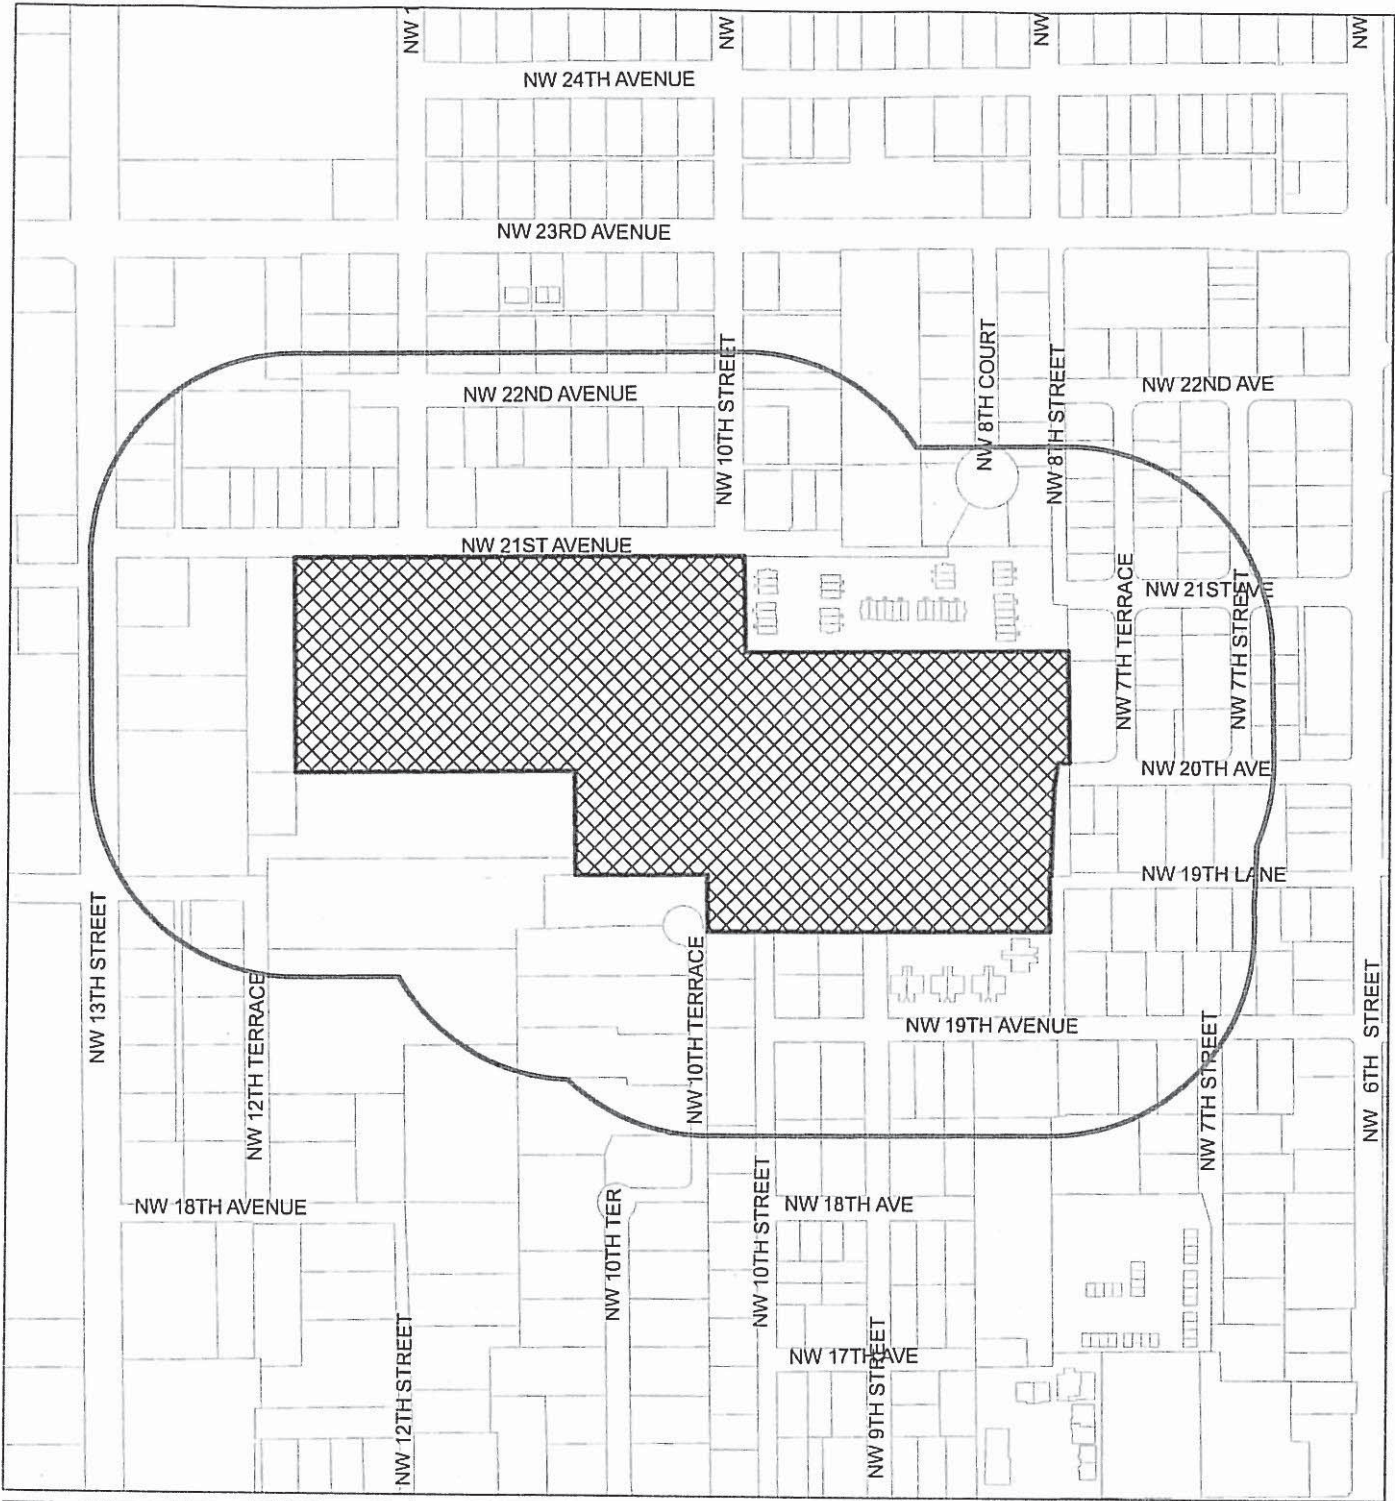 NW 1
NW
NW
NW
NW 24TH AVENUE
NW 23RD AVENUE
NW 8TH COURT
NW 10TH STREET
NW 8TH STREET
NW 22ND AVE
NW 22ND AVENUE
NW 21ST AVENUE
NW 7TH TERRACE
NW 21ST AVE
NW 7TH STREET
NW 20TH AVE
NW 19TH LANE
NW 13TH STREET
NW 12TH TERRACE
NW 10TH TERRACE
NW 19TH AVENUE
NW 7TH STREET
NW 6TH STREET
NW 18TH AVENUE
NW 10TH TER
NW 10TH STREET
NW 18TH AVE
NW 12TH STREET
NW 17TH AVE
NW 9TH STREET